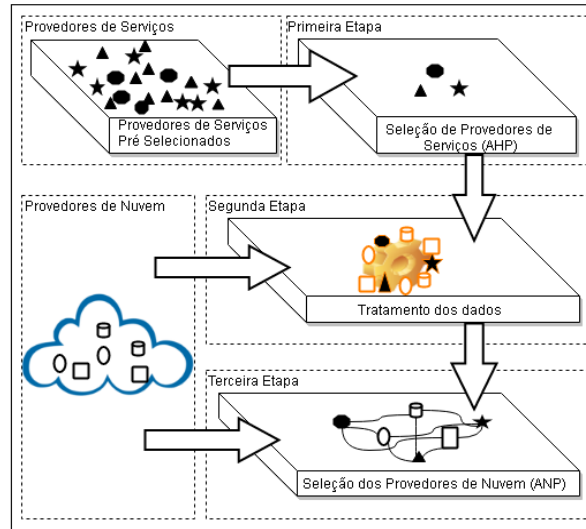 Provedores de Serviços
Provedores de Serviços
Pré Selecionados
Primeira Etapa
Seleção de Provedores de
Serviços (AHP)
Provedores de Nuvem
Segunda Etapa
Tratamento dos dados
Terceira Etapa
Seleção dos Provedores de Nuvem (ANP)